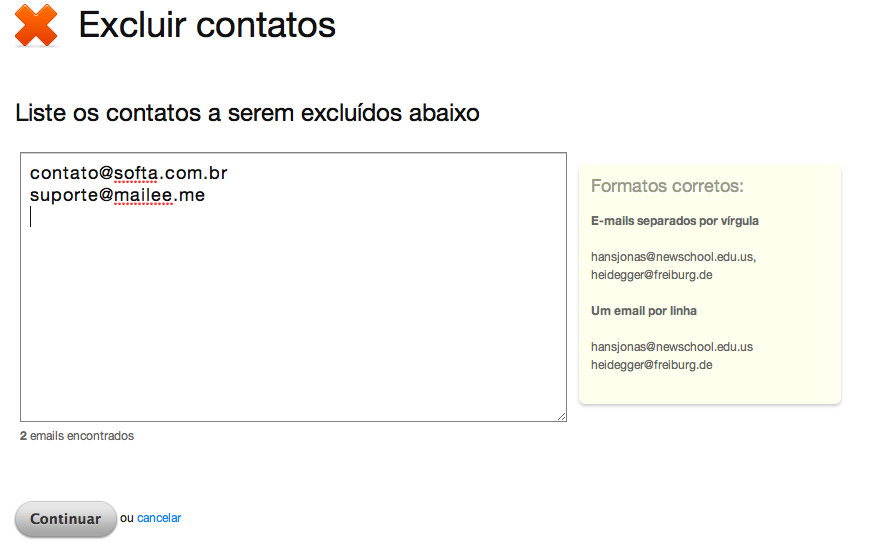 Excluir contatos
Liste os contatos a serem excluídos abaixo
contato@softa.com.br
suporte@mailee.me
Formatos corretos:
E-mails separados por vírgula
hansjonas@newschool.edu.us,
heidegger@freiburg.de
Um email por linha
hansjonas@newschool.edu.us
heidegger@freiburg.de
2 emails encontrados
Continuar ou cancelar